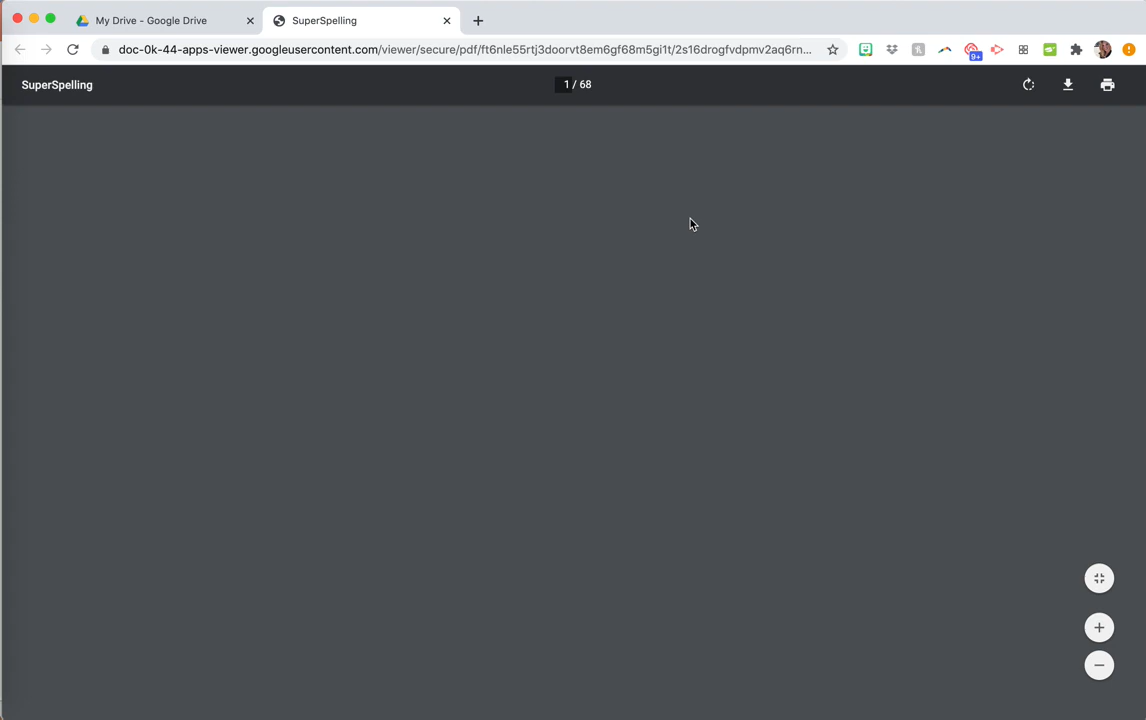 My Drive - Google Drive
SuperSpelling
doc-0k-44-apps-viewer.googleusercontent.com/viewer/secure/pdf/ft6nle55rtj3doorvt8em6gf68m5gi1t/2s16drogfvdpmv2aq6rn...
9+
SuperSpelling
1 / 68